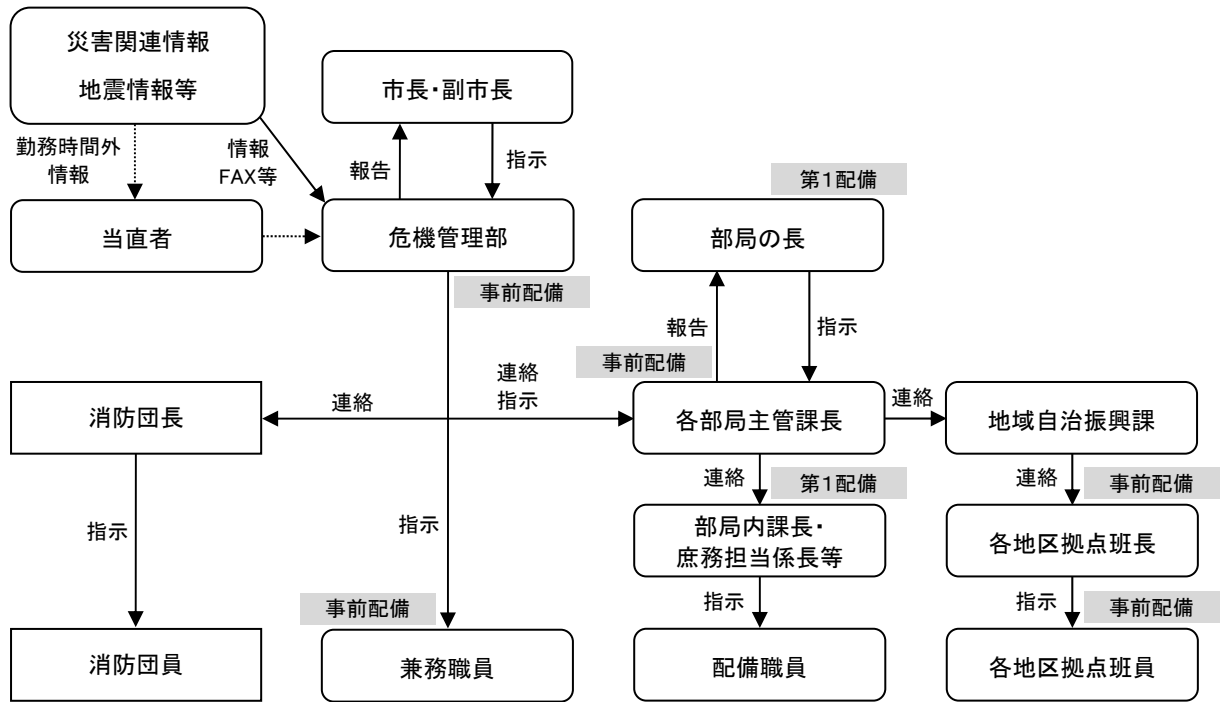 災害関連情報
地震情報等
市長・副市長
勤務時間外
情報
情報
FAX等
報告
指示
第1配備
当直者
危機管理部
部局の長
事前配備
報告
指示
事前配備
連絡
指示
消防団長
連絡
各部局主管課長
連絡
地域自治振興課
連絡
第1配備
連絡
事前配備
指示
指示
部局内課長・
庶務担当係長等
各地区拠点班長
事前配備
指示
指示
事前配備
消防団員
兼務職員
配備職員
各地区拠点班員